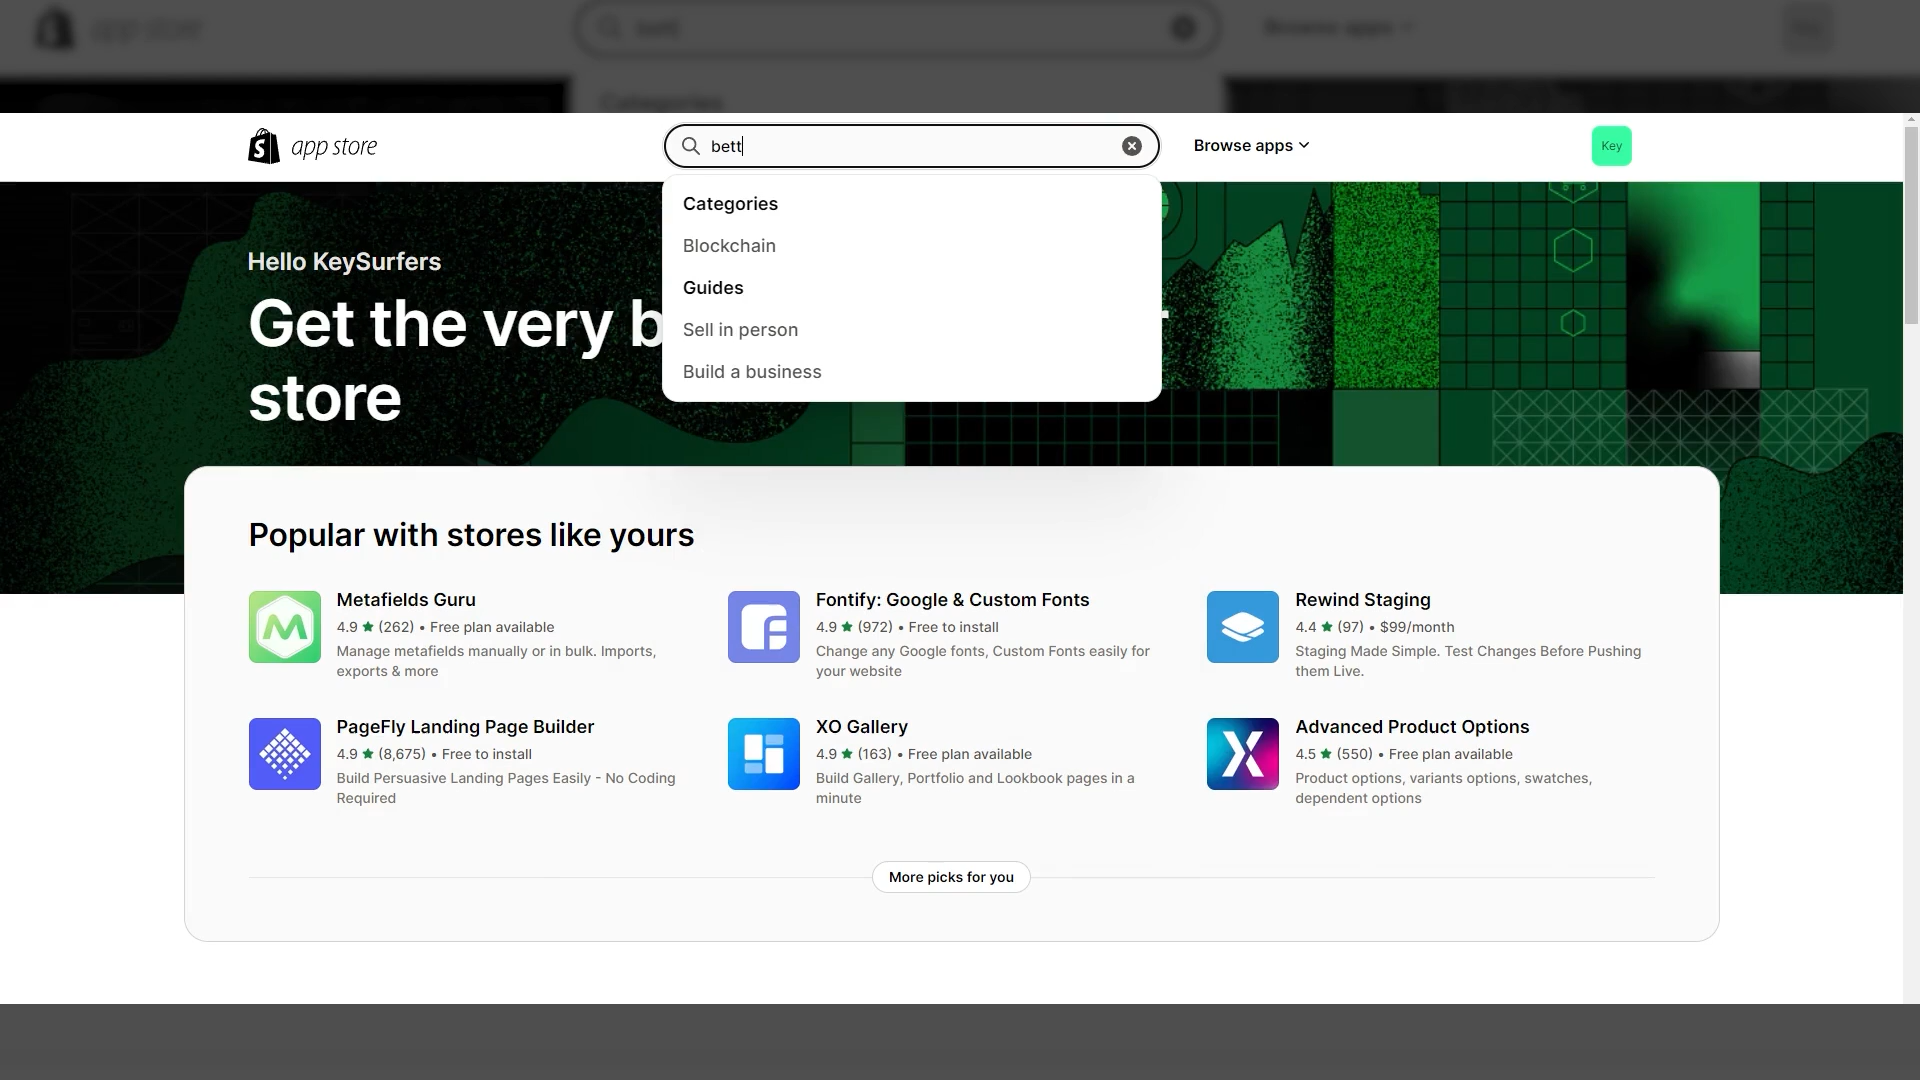 app store
bett
Browse apps
Key
Categories
Blockchain
Guides
Sell in person
Build a business
Hello KeySurfers
Get the very
store
Popular with stores like yours
Metafields Guru
4.9 ★ (262) • Free plan available
Manage metafields manually or in bulk. Imports,
exports & more
Fontify: Google & Custom Fonts
4.9 ★ (972) • Free to install
Change any Google fonts, Custom Fonts easily for
your website
Rewind Staging
4.4 ★ (97) • $99/month
Staging Made Simple. Test Changes Before Pushing
them Live.
PageFly Landing Page Builder
4.9 ★ (8,675) • Free to install
Build Persuasive Landing Pages Easily - No Coding
Required
XO Gallery
4.9 ★ (163) • Free plan available
Build Gallery, Portfolio and Lookbook pages in a
minute
Advanced Product Options
4.5 ★ (550) • Free plan available
Product options, variants options, swatches,
dependent options
More picks for you